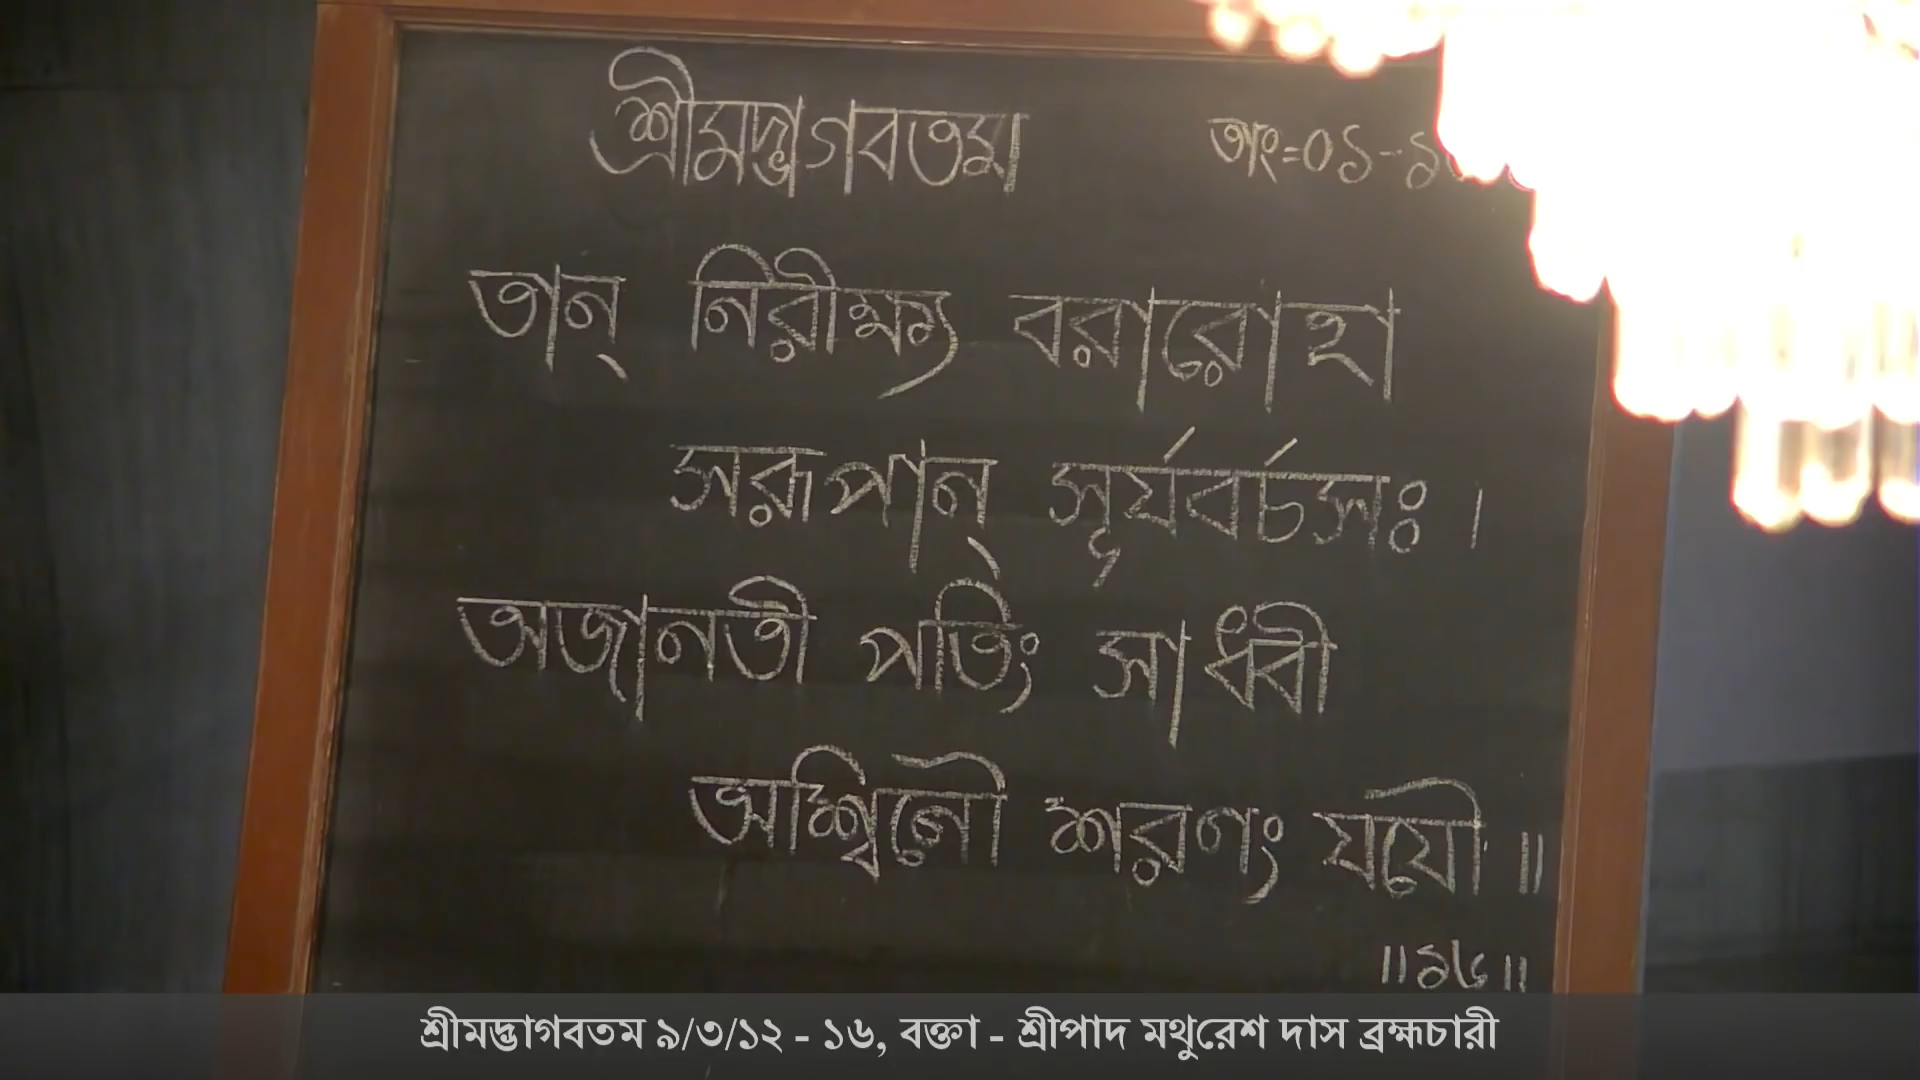 শ্রীমদ্ভাগবতম্
অং=০১-
তান্ নিরীক্ষ্য বরারোহা
সরূপান্ সূর্যবর্চসঃ ।
অজানতী পতিং সাধ্বী
অশ্বিনৌ শরণং যযৌ ॥
॥১৬॥
শ্রীমদ্ভাগবতম ৯/৩/১২ - ১৬, বক্তা - শ্রীপাদ মথুরেশ দাস ব্রহ্মচারী